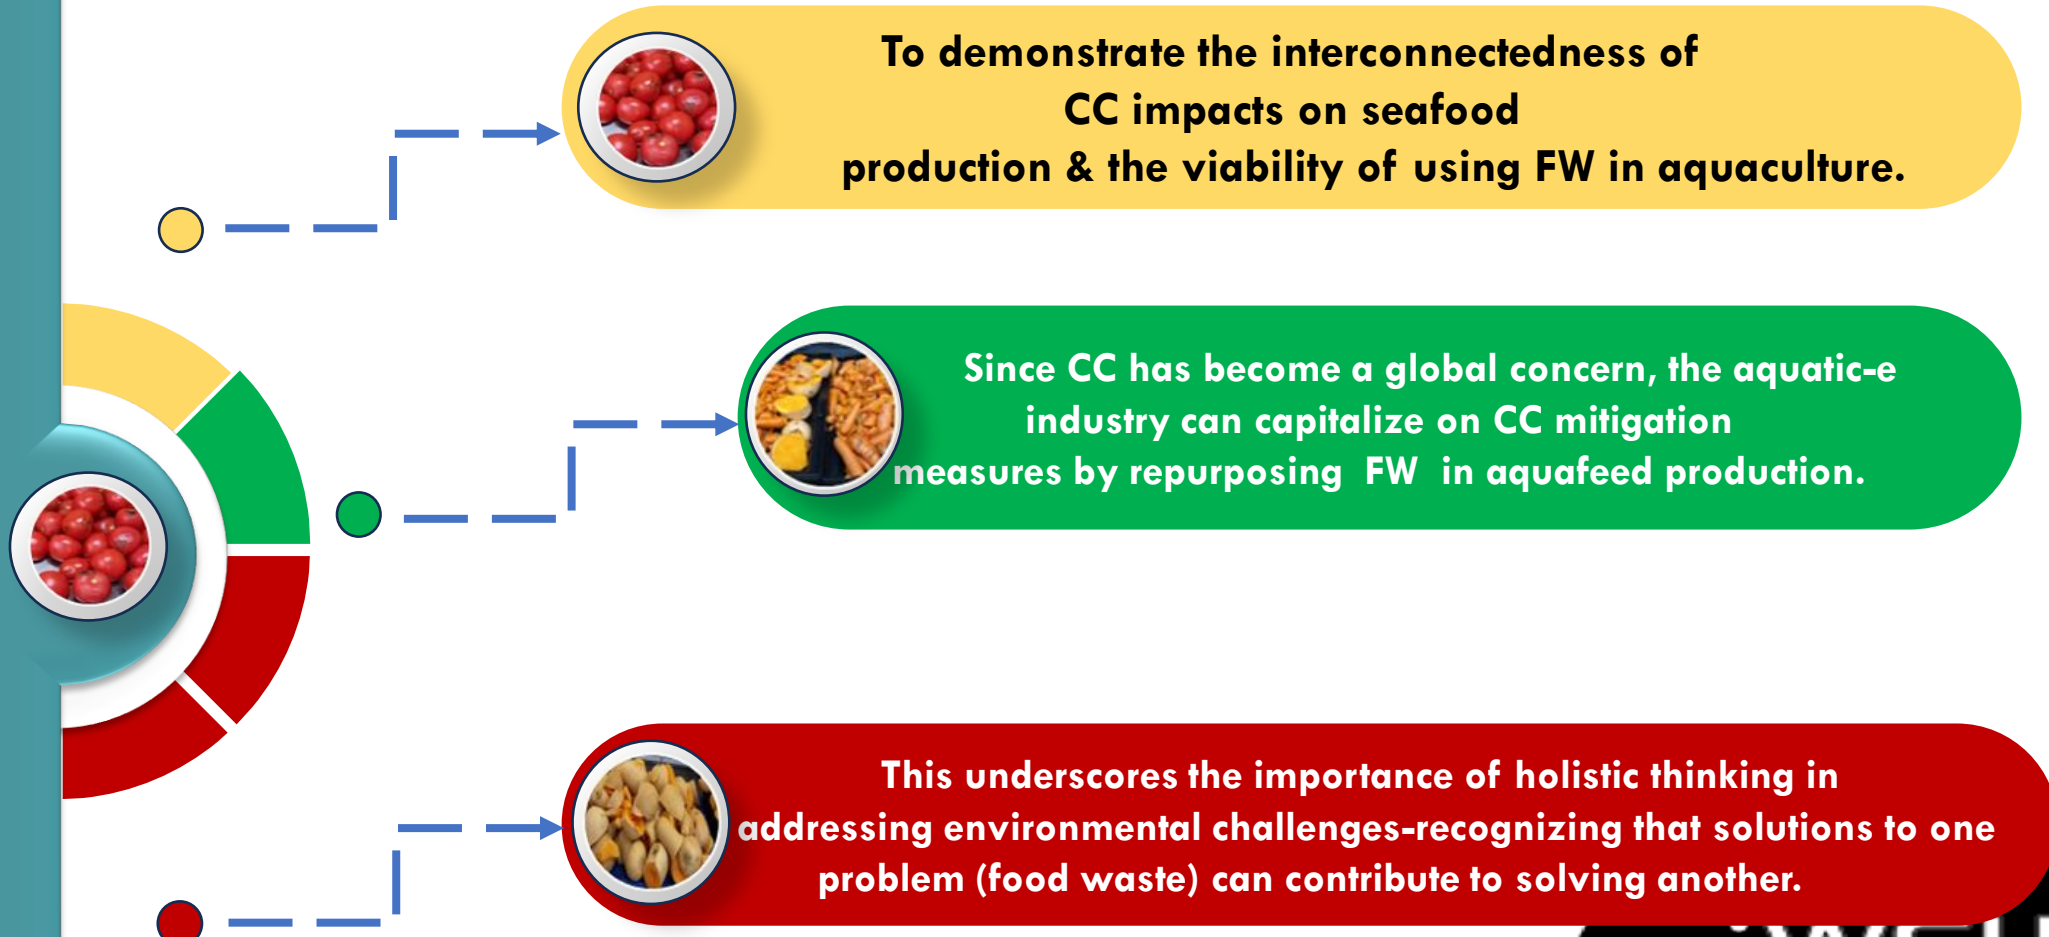 To demonstrate the interconnectedness of
CC impacts on seafood
production & the viability of using FW in aquaculture.
Since CC has become a global concern, the aquatic-e
industry can capitalize on CC mitigation
measures by repurposing FW in aquafeed production.
This underscores the importance of holistic thinking in
addressing environmental challenges-recognizing that solutions to one
problem (food waste) can contribute to solving another.